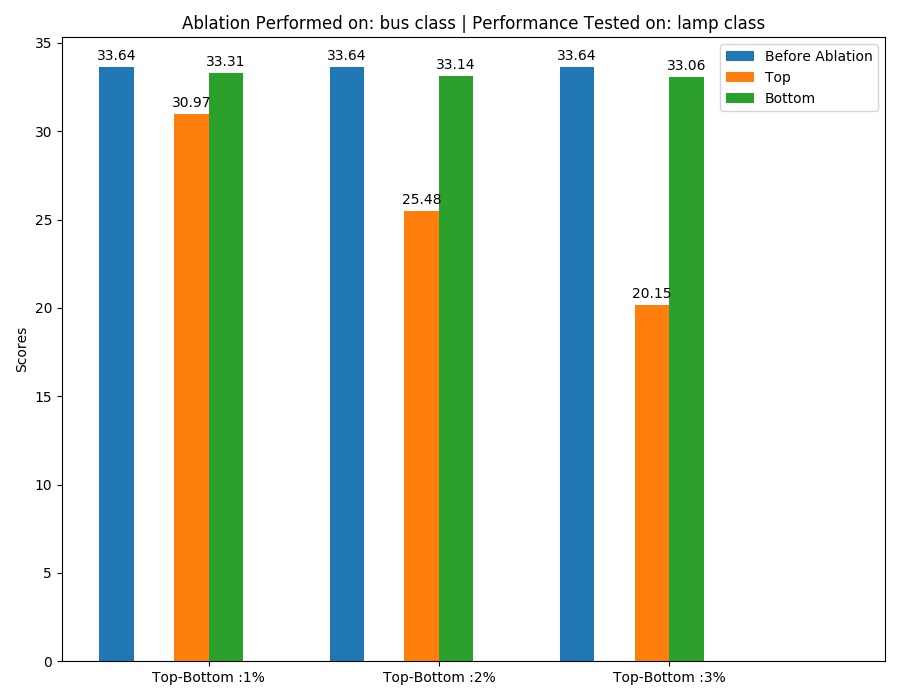 Ablation Performed on: bus class | Performance Tested on: lamp class
Before Ablation
Top
Bottom
33.64
30.97
33.31
33.64
25.48
33.14
33.64
20.15
33.06
Scores
35
30
25
20
15
10
5
0
Top-Bottom :1%
Top-Bottom :2%
Top-Bottom :3%